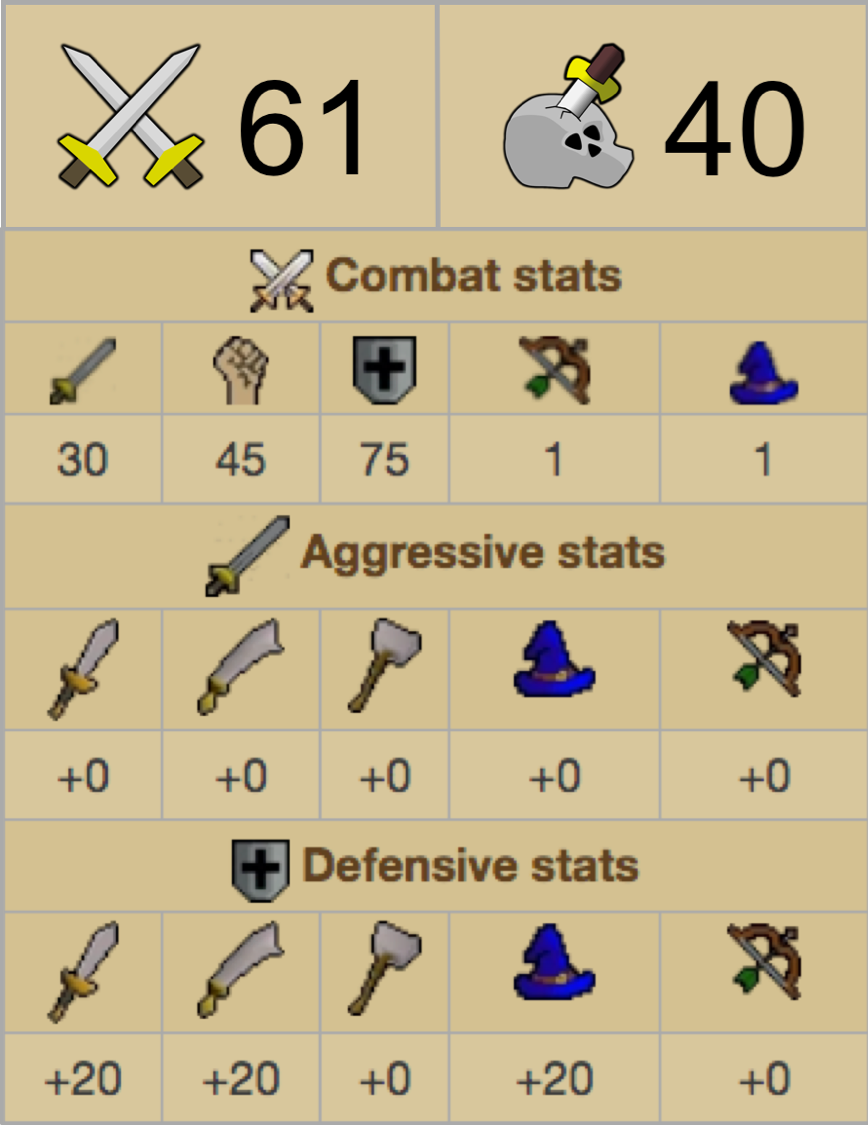 61 40
Combat stats
30 45 75 1 1
Aggressive stats
+0 +0 +0 +0 +0
Defensive stats
+20 +20 +0 +20 +0